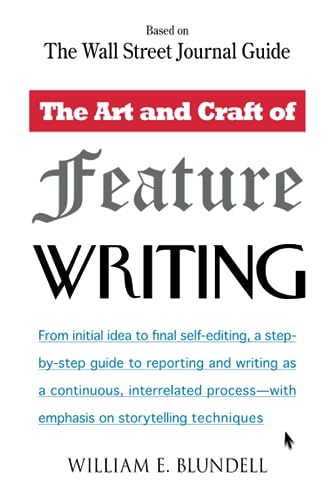 Based on
The Wall Street Journal Guide
The Art and Craft of
Feature
WRITING
From initial idea to final self-editing, a step-
by-step guide to reporting and writing as
a continuous, interrelated process—with
emphasis on storytelling techniques
WILLIAM E. BLUNDELL